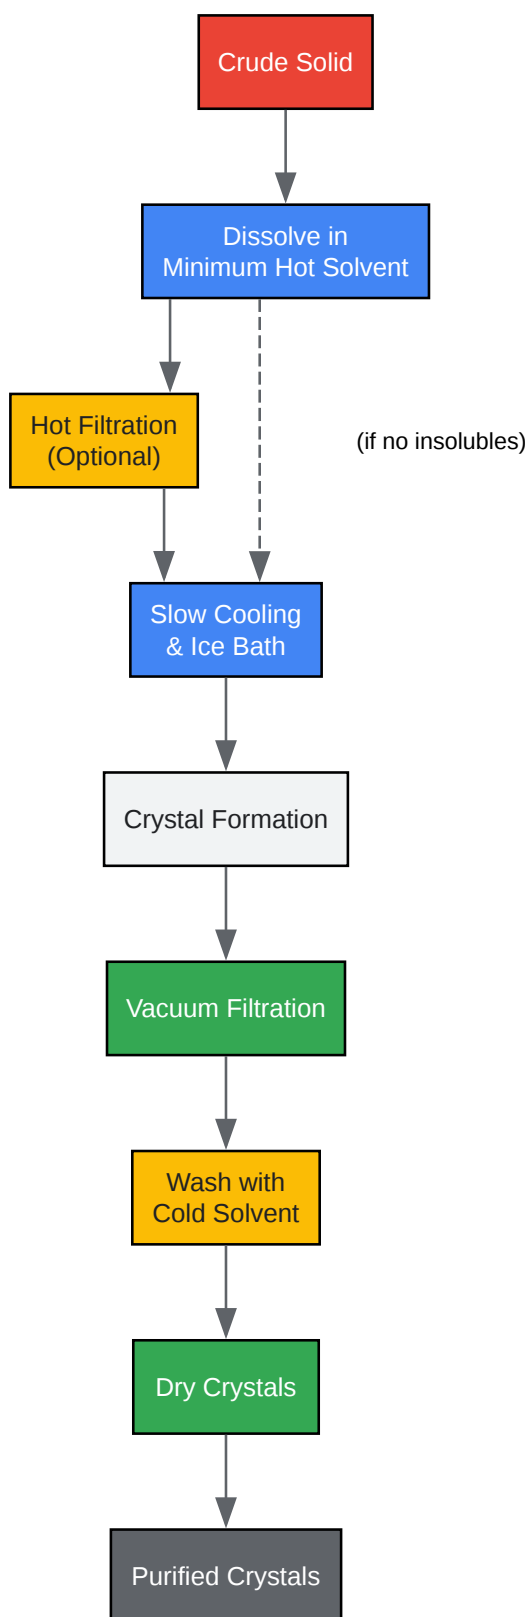 Crude Solid
Dissolve in
Minimum Hot Solvent
Hot Filtration
(Optional)
(if no insolubles)
Slow Cooling
& Ice Bath
Crystal Formation
Vacuum Filtration
Wash with
Cold Solvent
Dry Crystals
Purified Crystals